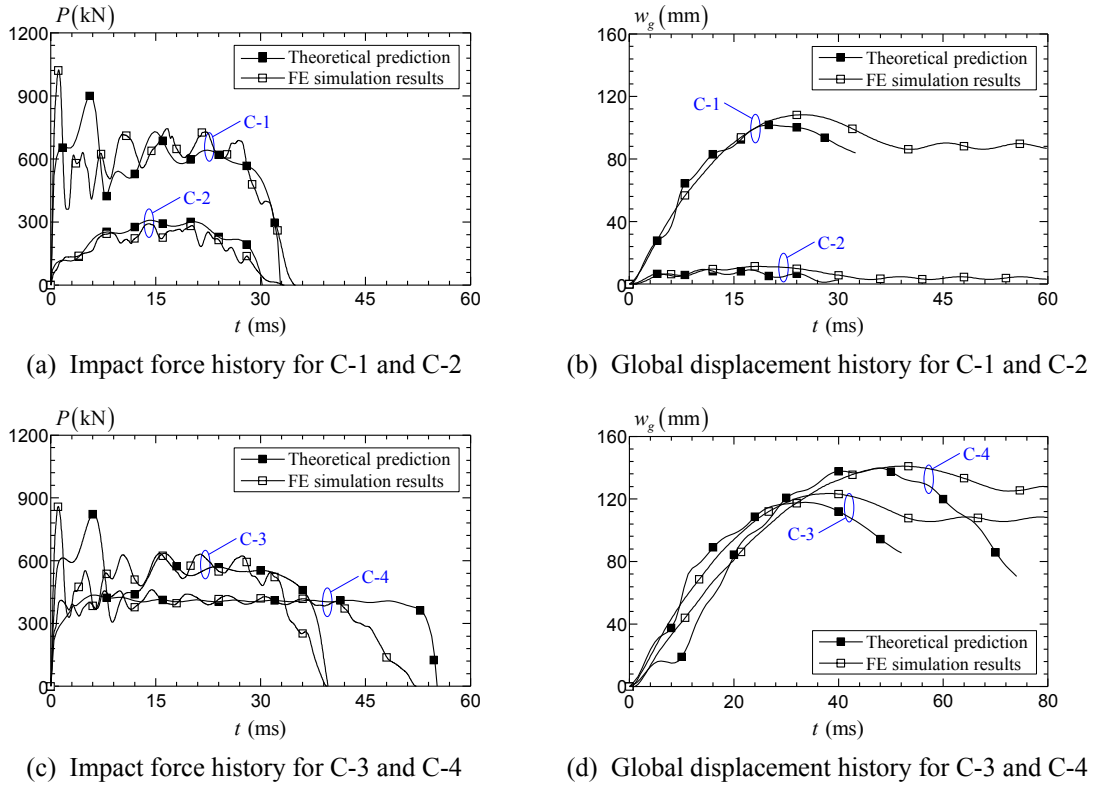 P(kN)
1200
900
600
300
0
Theoretical prediction
FE simulation results
C-1
C-2
0 15 30 45 60
t (ms)
(a) Impact force history for C-1 and C-2
w_g(mm)
160
120
80
40
0
Theoretical prediction
FE simulation results
C-1
C-2
0 15 30 45 60
t (ms)
(b) Global displacement history for C-1 and C-2
P(kN)
1200
900
600
300
0
Theoretical prediction
FE simulation results
C-3
C-4
0 15 30 45 60
t (ms)
(c) Impact force history for C-3 and C-4
w_g(mm)
160
120
80
40
0
C-4
C-3
Theoretical prediction
FE simulation results
0 20 40 60 80
t (ms)
(d) Global displacement history for C-3 and C-4